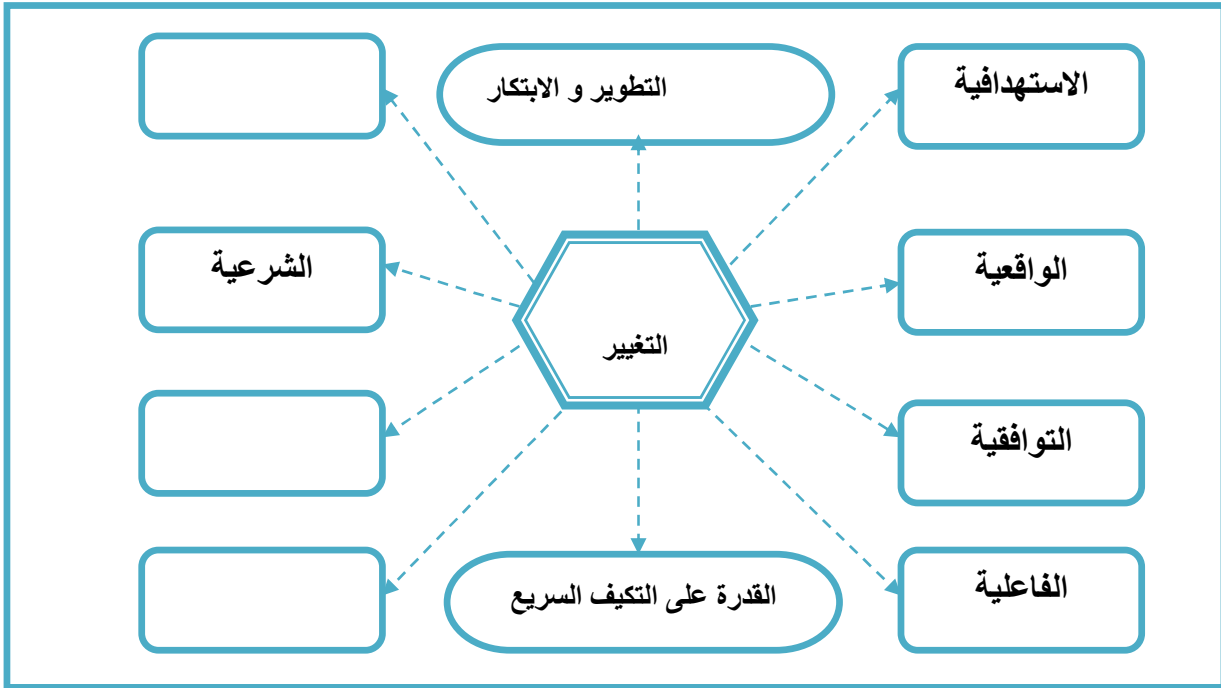 الاستهدافية
التطوير و الابتكار
الواقعية
الشرعية
التغيير
التوافقية
الفاعلية
القدرة على التكيف السريع